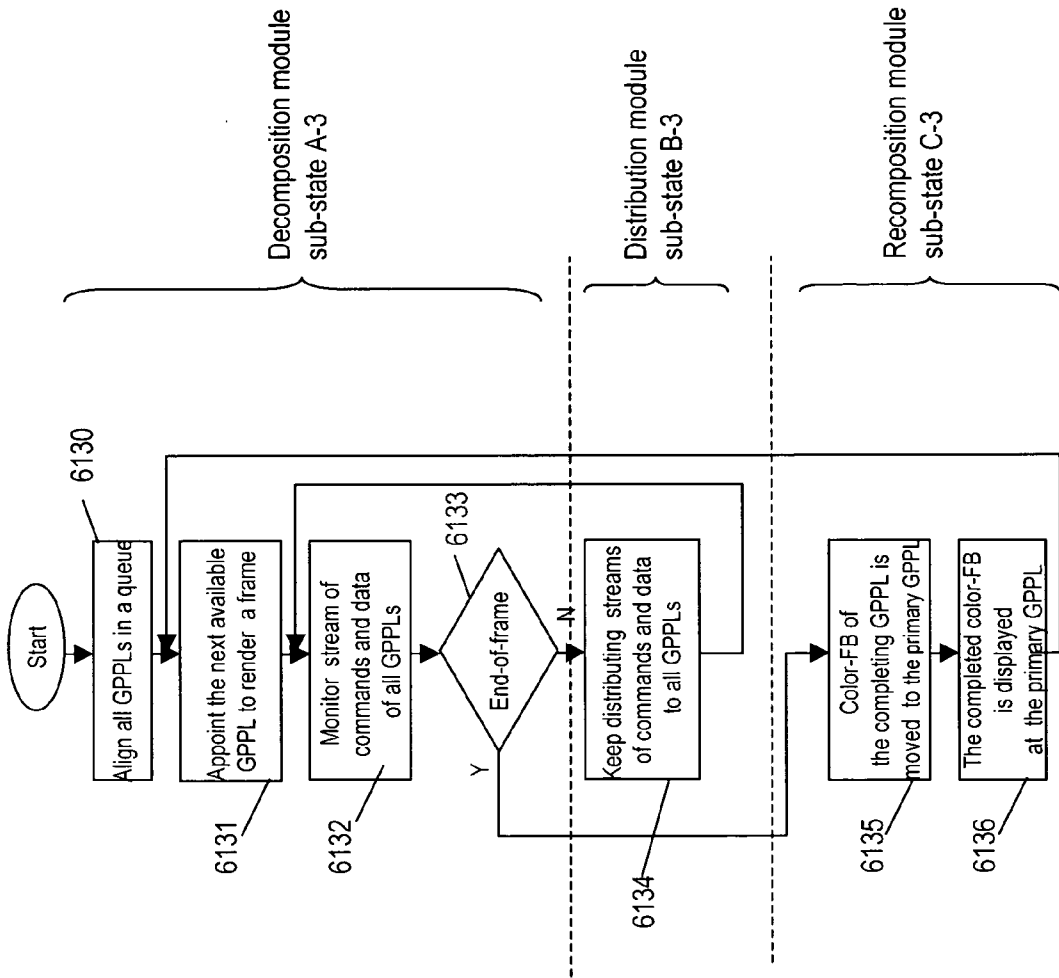 Start
6130
Align all GPPLs in a queue
Appoint the next available
GPPL to render a frame
6131
Monitor stream of
commands and data
of all GPPLs
6132
6133
End-of-frame
Y
N
Decomposition module
sub-state A-3
Keep distributing streams
of commands and data
to all GPPLs
6134
Distribution module
sub-state B-3
Color-FB of
the completing GPPL is
moved to the primary GPPL
6135
The completed color-FB
is displayed
at the primary GPPL
6136
Recomposition module
sub-state C-3